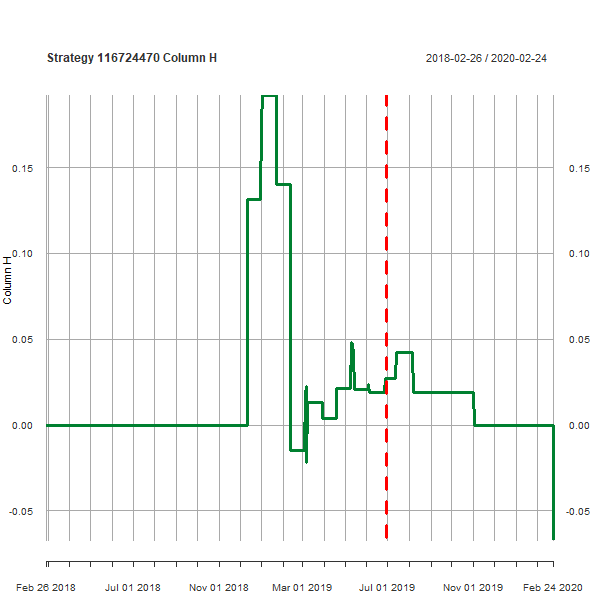 Strategy 116724470 Column H
2018-02-26 / 2020-02-24
0.15
0.15
0.10
0.10
Column H
0.05
0.05
0.00
0.00
-0.05
-0.05
Feb 26 2018
Jul 01 2018
Nov 01 2018
Mar 01 2019
Jul 01 2019
Nov 01 2019
Feb 24 2020